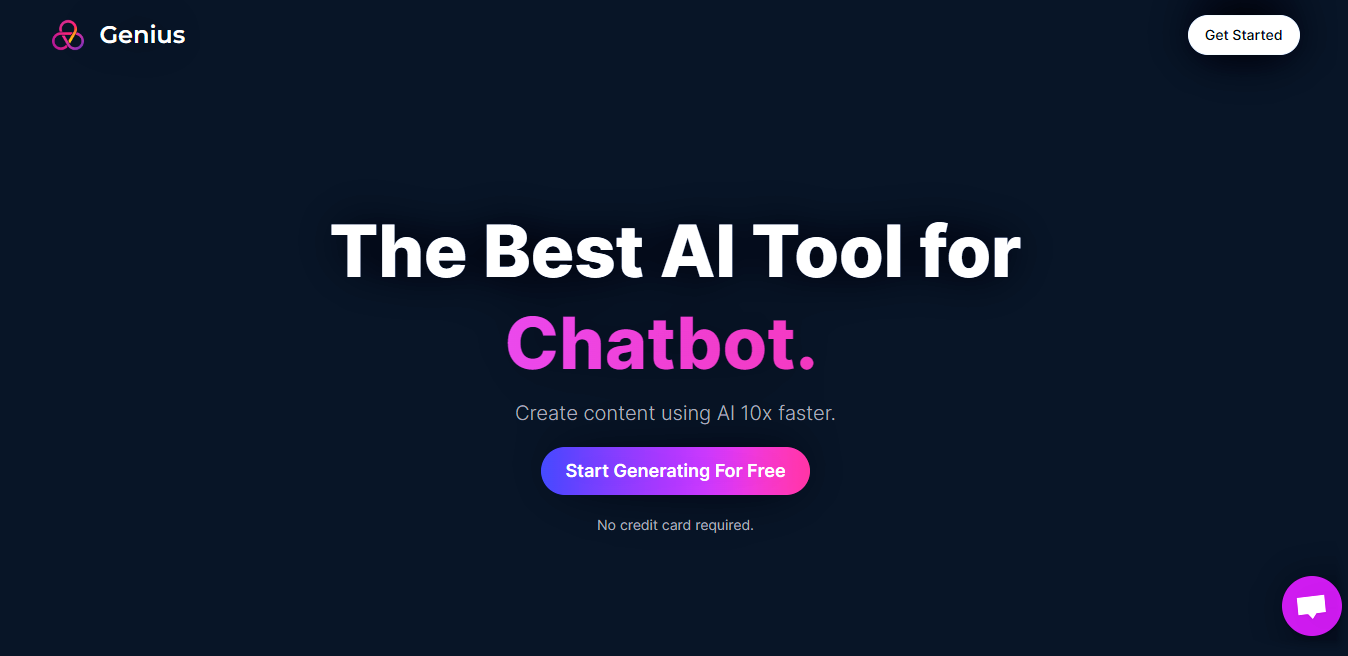 Genius
Get Started
The Best AI Tool for
Chatbot.
Create content using AI 10x faster.
Start Generating For Free
No credit card required.